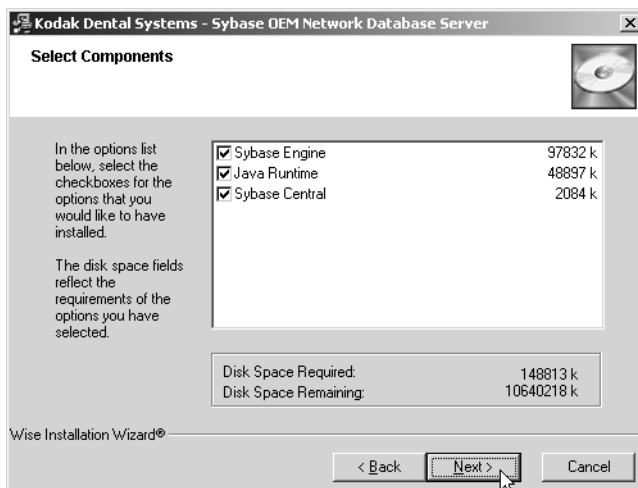 Kodak Dental Systems - Sybase OEM Network Database Server
Select Components
In the options list
below, select the
checkboxes for the
options that you
would like to have
installed.
The disk space fields
reflect the
requirements of the
options you have
selected.
Sybase Engine 97832 k
Java Runtime 48897 k
Sybase Central 2084 k
Disk Space Required: 148813 k
Disk Space Remaining: 10640218 k
Wise Installation Wizard®
< Back
Next >
Cancel